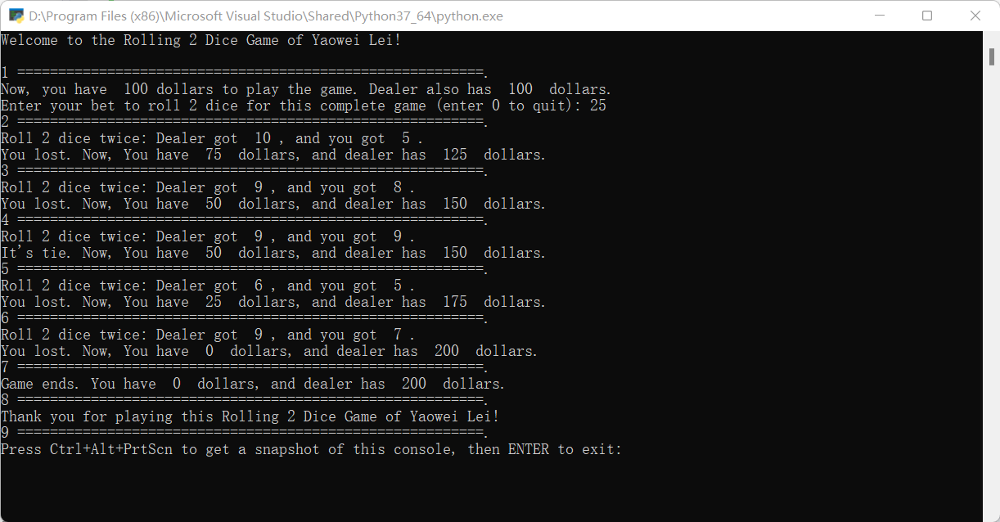 D:\Program Files (x86)\Microsoft Visual Studio\Shared\Python37_64\python.exe
Welcome to the Rolling 2 Dice Game of Yaowei Lei!
1 =========================================================.
Now, you have  100 dollars to play the game. Dealer also has  100  dollars.
Enter your bet to roll 2 dice for this complete game (enter 0 to quit): 25
2 =========================================================.
Roll 2 dice twice: Dealer got  10 , and you got  5 .
You lost. Now, You have  75  dollars, and dealer has  125  dollars.
3 =========================================================.
Roll 2 dice twice: Dealer got  9 , and you got  8 .
You lost. Now, You have  50  dollars, and dealer has  150  dollars.
4 =========================================================.
Roll 2 dice twice: Dealer got  9 , and you got  9 .
It's tie. Now, You have  50  dollars, and dealer has  150  dollars.
5 =========================================================.
Roll 2 dice twice: Dealer got  6 , and you got  5 .
You lost. Now, You have  25  dollars, and dealer has  175  dollars.
6 =========================================================.
Roll 2 dice twice: Dealer got  9 , and you got  7 .
You lost. Now, You have  0  dollars, and dealer has  200  dollars.
7 =========================================================.
Game ends. You have  0  dollars, and dealer has  200  dollars.
8 =========================================================.
Thank you for playing this Rolling 2 Dice Game of Yaowei Lei!
9 =========================================================.
Press Ctrl+Alt+PrtScn to get a snapshot of this console, then ENTER to exit: